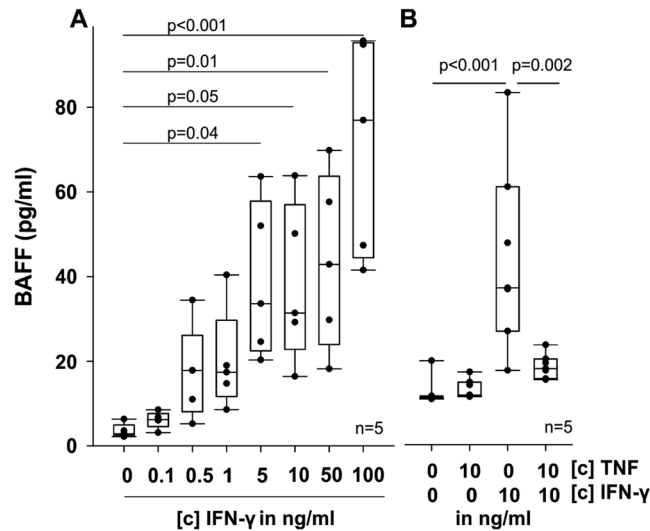 A
B
p<0.001
p=0.01
p=0.05
p=0.04
p<0.001
p=0.002
BAFF (pg/ml)
80
60
40
20
0
n=5
n=5
0 0.1 0.5 1 5 10 50 100
[c] IFN-γ in ng/ml
0 10 0 10 [c] TNF
0 0 10 10 [c] IFN-γ
in ng/ml